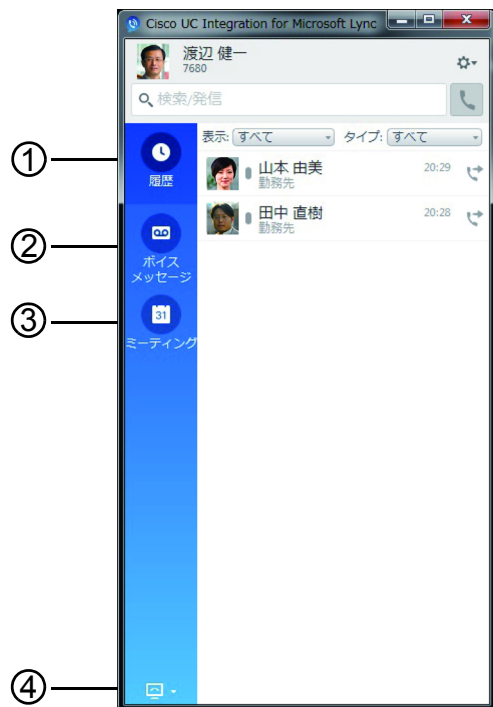 Cisco UC Integration for Microsoft Lync
渡辺 健一
7680
検索/発信
表示: すべて タイプ: すべて
① 履歴
山本 由美 20:29
勤務先
田中 直樹 20:28
勤務先
② ボイス
メッセージ
③ 31
ミーティング
④